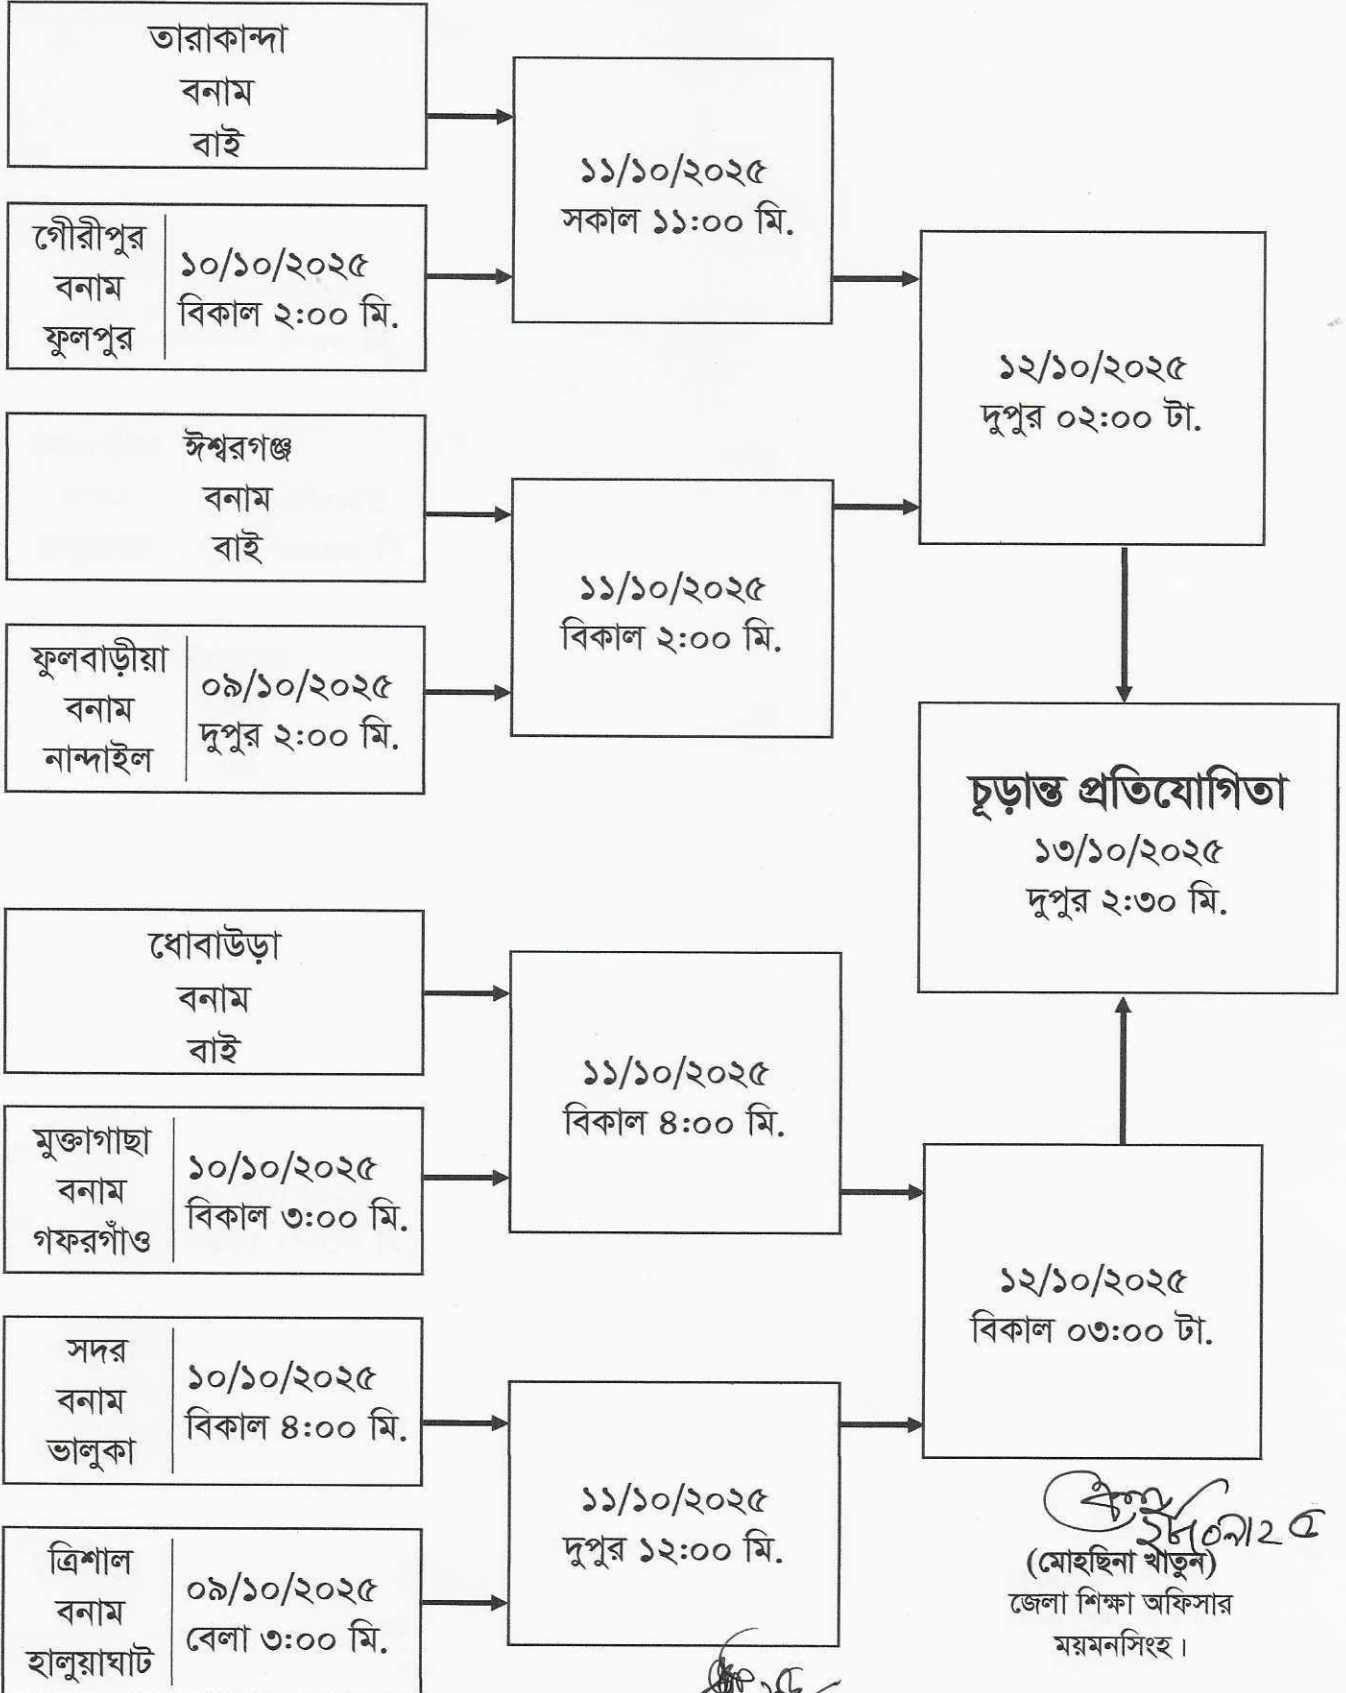 তারাকান্দা
বনাম
বাই
গৌরীপুর
বনাম
ফুলপুর
১০/১০/২০২৫
বিকাল ২:০০ মি.
১১/১০/২০২৫
সকাল ১১:০০ মি.
ঈশ্বরগঞ্জ
বনাম
বাই
ফুলবাড়ীয়া
বনাম
নান্দাইল
০৯/১০/২০২৫
দুপুর ২:০০ মি.
১১/১০/২০২৫
বিকাল ২:০০ মি.
১২/১০/২০২৫
দুপুর ০২:০০ টা.
চূড়ান্ত প্রতিযোগিতা
১৩/১০/২০২৫
দুপুর ২:৩০ মি.
ধোবাউড়া
বনাম
বাই
মুক্তাগাছা
বনাম
গফরগাঁও
১০/১০/২০২৫
বিকাল ৩:০০ মি.
১১/১০/২০২৫
বিকাল ৪:০০ মি.
সদর
বনাম
ভালুকা
১০/১০/২০২৫
বিকাল ৪:০০ মি.
ত্রিশাল
বনাম
হালুয়াঘাট
০৯/১০/২০২৫
বেলা ৩:০০ মি.
১১/১০/২০২৫
দুপুর ১২:০০ মি.
১২/১০/২০২৫
বিকাল ০৩:০০ টা.
(মোহছিনা খাতুন)
জেলা শিক্ষা অফিসার
ময়মনসিংহ।